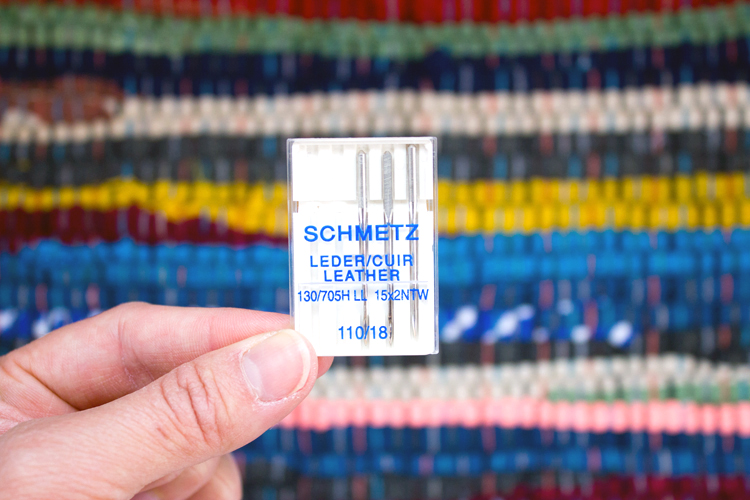 SCHMETZ
LEDER/CUIR
LEATHER
130/705H LL 15x2NTW
110/18